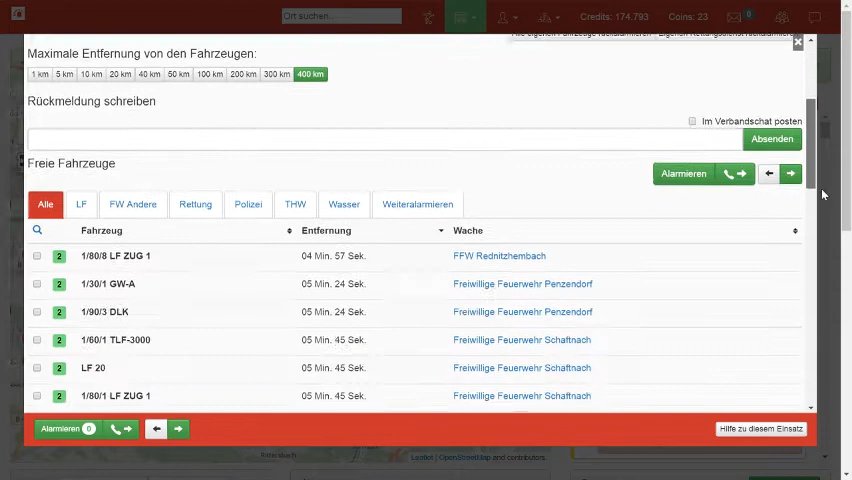 Ort suchen...
Credits: 174.793
Coins: 23
0
Maximale Entfernung von den Fahrzeugen:
1 km 5 km 10 km 20 km 40 km 50 km 100 km 200 km 300 km 400 km
Rückmeldung schreiben
Im Verbandschat posten
Absenden
Freie Fahrzeuge
Alarmieren
Alle LF FW Andere Rettung Polizei THW Wasser Weiteralarmieren
Fahrzeug Entfernung Wache
2 1/80/8 LF ZUG 1 04 Min. 57 Sek. FFW Rednitzhembach
2 1/30/1 GW-A 05 Min. 24 Sek. Freiwillige Feuerwehr Penzendorf
2 1/90/3 DLK 05 Min. 24 Sek. Freiwillige Feuerwehr Penzendorf
2 1/60/1 TLF-3000 05 Min. 45 Sek. Freiwillige Feuerwehr Schaftnach
2 LF 20 05 Min. 45 Sek. Freiwillige Feuerwehr Schaftnach
2 1/80/1 LF ZUG 1 05 Min. 45 Sek. Freiwillige Feuerwehr Schaftnach
Alarmieren 0
Hilfe zu diesem Einsatz
Leaflet | OpenStreetMap and contributors.